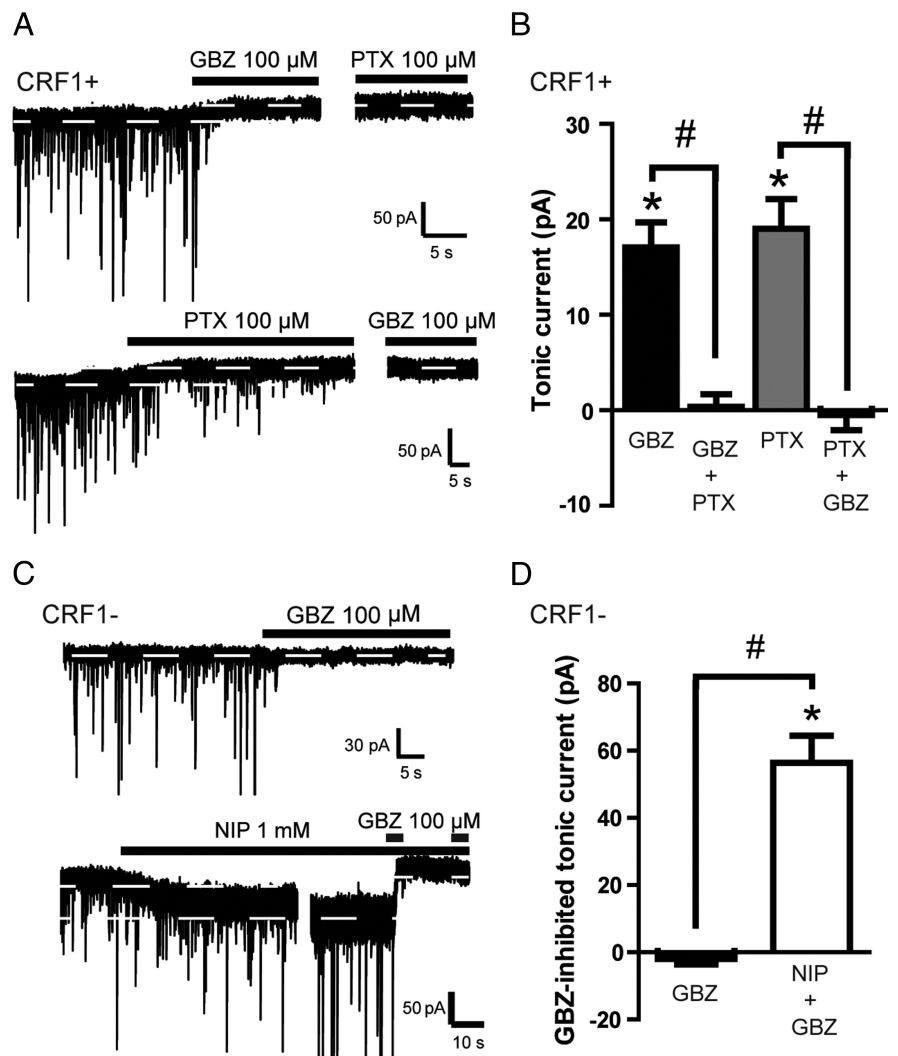 A
CRF1+
GBZ 100 µM
PTX 100 µM
50 pA
5 s
PTX 100 µM
GBZ 100 µM
50 pA
5 s
B
CRF1+
Tonic current (pA)
30
20
10
0
-10
#
#
*
*
GBZ
GBZ
+
PTX
PTX
PTX
+
GBZ
C
CRF1-
GBZ 100 µM
30 pA
5 s
NIP 1 mM
GBZ 100 µM
50 pA
10 s
D
CRF1-
GBZ-inhibited tonic current (pA)
80
60
40
20
0
-20
#
*
GBZ
NIP
+
GBZ